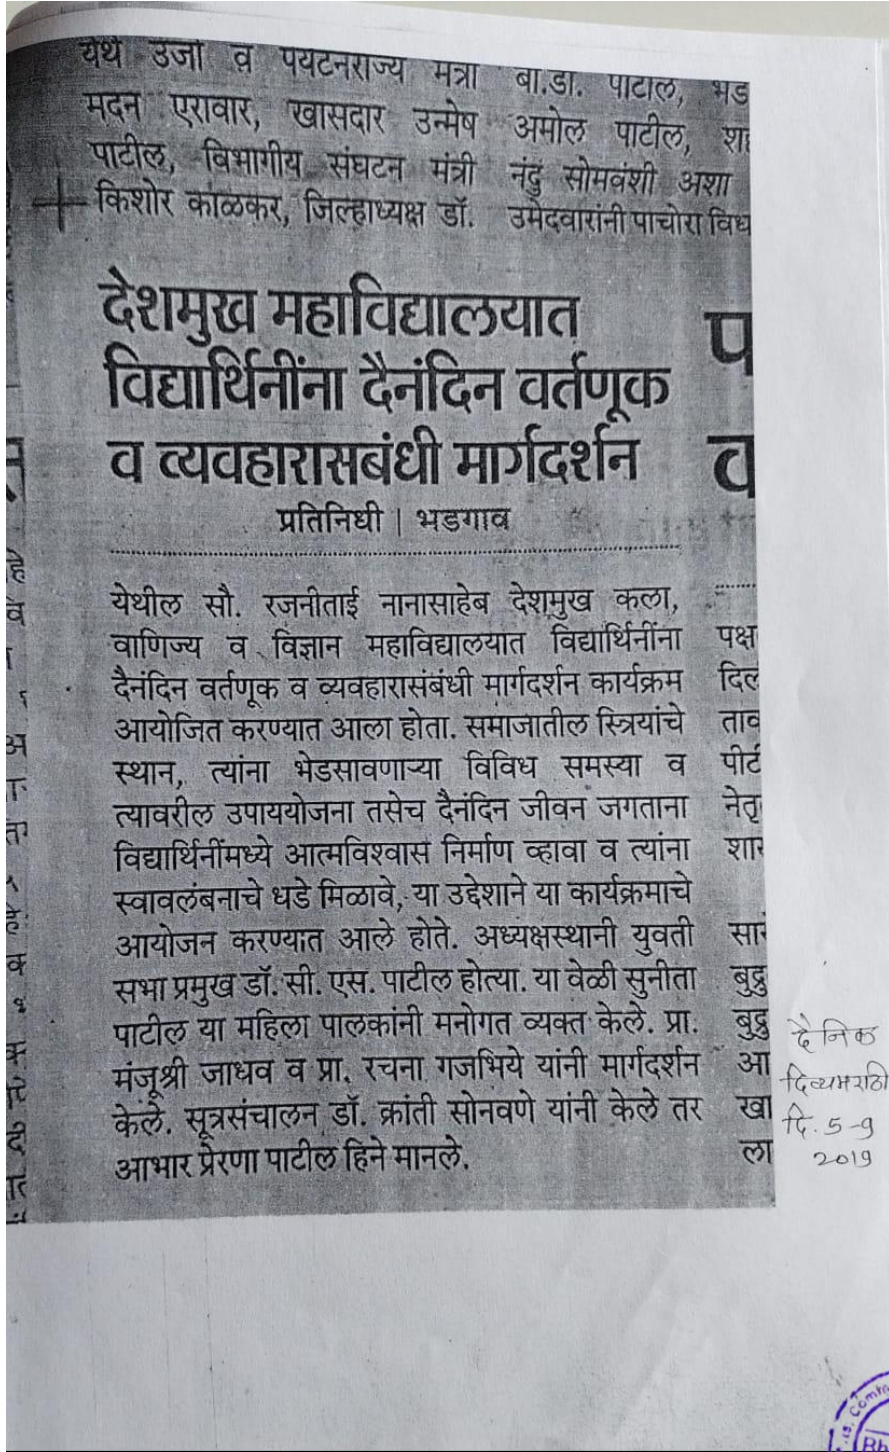 येथे उर्जा व पर्यटनराज्य मंत्री
मदन एरावार, खासदार उन्मेष
पाटील, विभागीय संघटन मंत्री
किशोर काळकर, जिल्हाध्यक्ष डॉ.
बी.डी. पाटील, भड
अमोल पाटील, शह
नंदु सोमवंशी अशा
उमेदवारांनी पाचोरा विध
देशमुख महाविद्यालयात
विद्यार्थिनींना दैनंदिन वर्तणूक
व व्यवहारासबंधी मार्गदर्शन
प्रतिनिधी | भडगाव
येथील सौ. रजनीताई नानासाहेब देशमुख कला,
वाणिज्य व विज्ञान महाविद्यालयात विद्यार्थिनींना
दैनंदिन वर्तणूक व व्यवहारासंबंधी मार्गदर्शन कार्यक्रम
आयोजित करण्यात आला होता. समाजातील स्त्रियांचे
स्थान, त्यांना भेडसावणाऱ्या विविध समस्या व
त्यावरील उपाययोजना तसेच दैनंदिन जीवन जगताना
विद्यार्थिनींमध्ये आत्मविश्वास निर्माण व्हावा व त्यांना
स्वावलंबनाचे धडे मिळावे, या उद्देशाने या कार्यक्रमाचे
आयोजन करण्यात आले होते. अध्यक्षस्थानी युवती
सभा प्रमुख डॉ. सी. एस. पाटील होत्या. या वेळी सुनीता
पाटील या महिला पालकांनी मनोगत व्यक्त केले. प्रा.
मंजूश्री जाधव व प्रा. रचना गजभिये यांनी मार्गदर्शन
केले. सूत्रसंचालन डॉ. क्रांती सोनवणे यांनी केले तर
आभार प्रेरणा पाटील हिने मानले.
प
व
पक्ष
दिल
ताव
पीटी
नेतृ
शार
सार
बुद्रु
बुद्रु
आ
खा
ला
दैनिक
दिव्यमराठी
दि. 5-9
2019